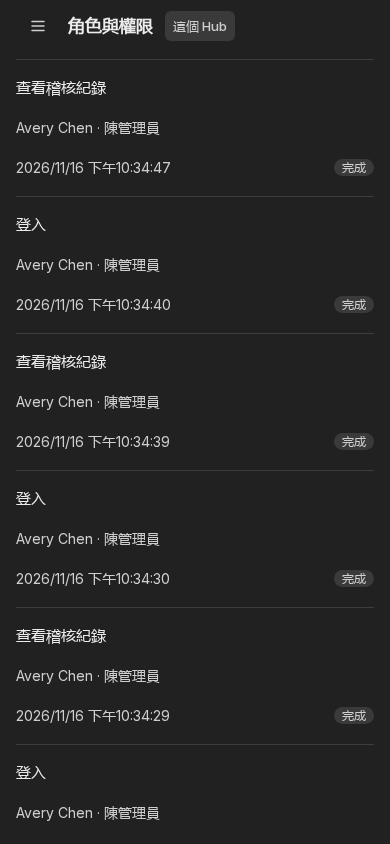 角色與權限 這個 Hub
查看稽核紀錄
Avery Chen · 陳管理員
2026/11/16 下午10:34:47 完成
登入
Avery Chen · 陳管理員
2026/11/16 下午10:34:40 完成
查看稽核紀錄
Avery Chen · 陳管理員
2026/11/16 下午10:34:39 完成
登入
Avery Chen · 陳管理員
2026/11/16 下午10:34:30 完成
查看稽核紀錄
Avery Chen · 陳管理員
2026/11/16 下午10:34:29 完成
登入
Avery Chen · 陳管理員